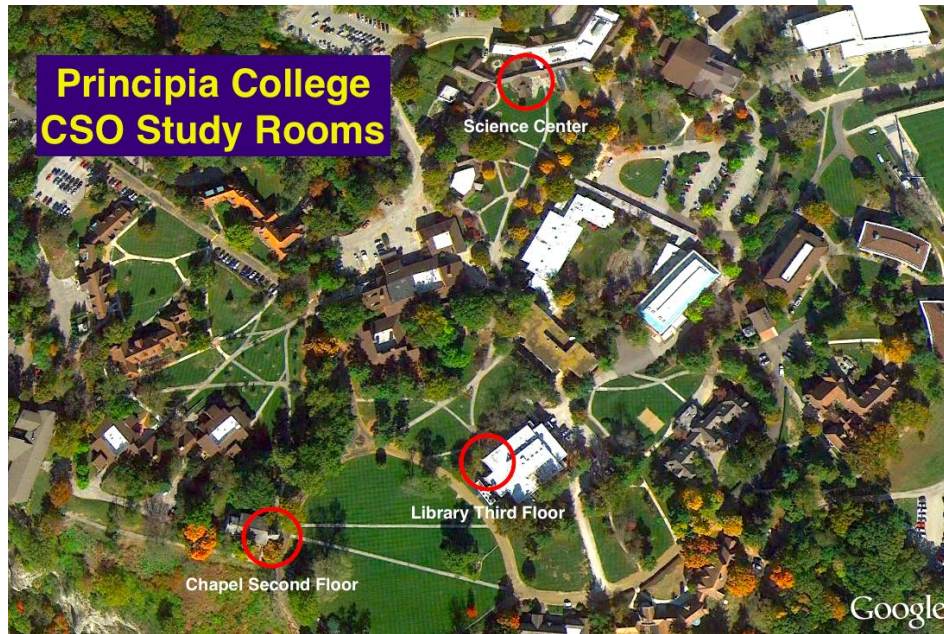 Principia College
CSO Study Rooms
Science Center
Library Third Floor
Chapel Second Floor
Google